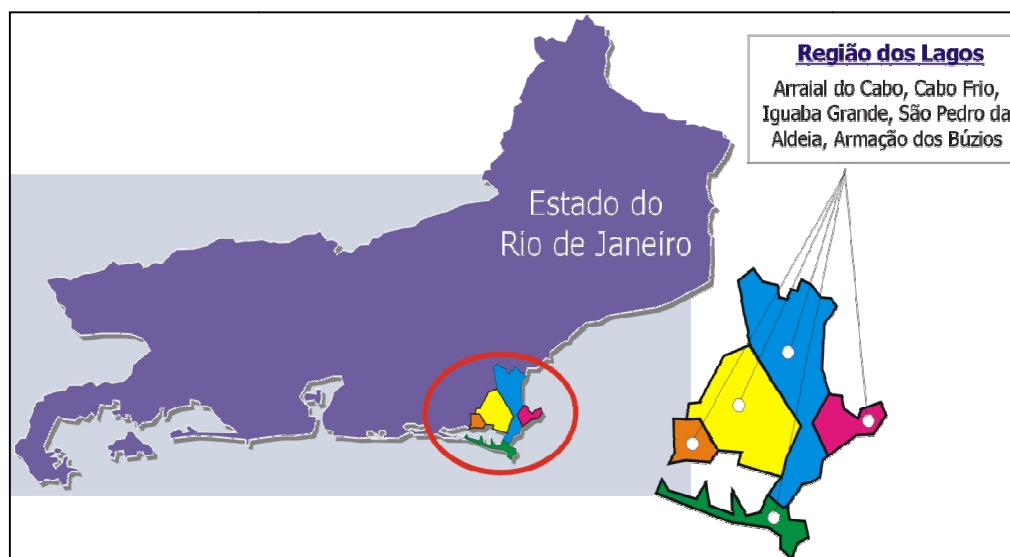 Região dos Lagos
Arraial do Cabo, Cabo Frio,
Iguaba Grande, São Pedro da
Aldeia, Armação dos Búzios
Estado do
Rio de Janeiro